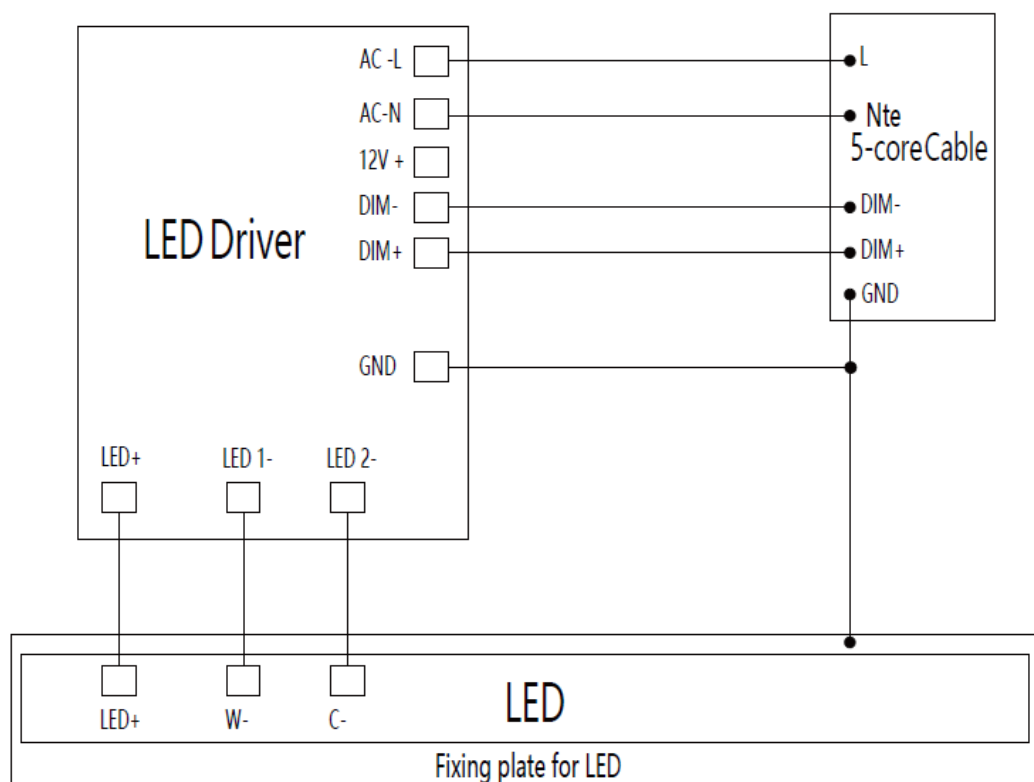 AC -L
L
AC-N
Nte
12V +
5-coreCable
DIM-
DIM-
LED Driver
DIM+
DIM+
GND
GND
LED+
LED 1-
LED 2-
LED+
W-
C-
LED
Fixing plate for LED